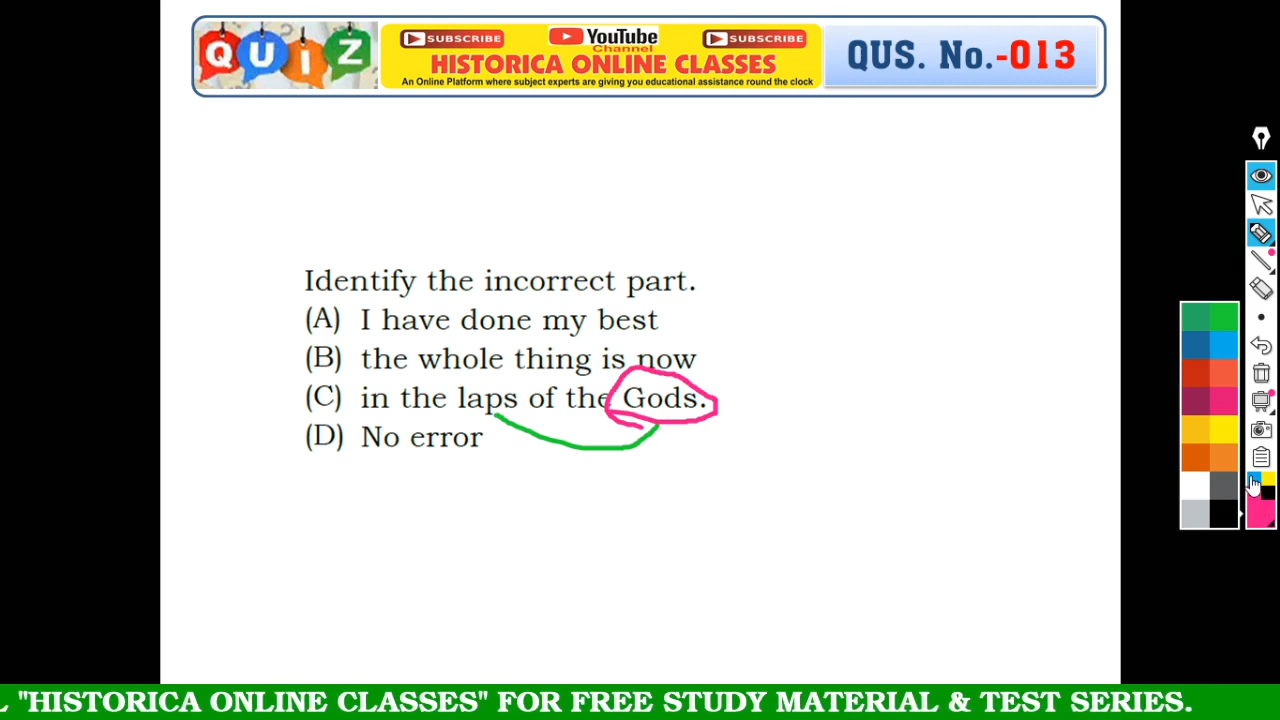 QUIZ
SUBSCRIBE YouTube SUBSCRIBE
Channel
HISTORICA ONLINE CLASSES
An Online Platform where subject experts are giving you educational assistance round the clock
QUS. No.-013
Identify the incorrect part.
(A) I have done my best
(B) the whole thing is now
(C) in the laps of the Gods.
(D) No error
L "HISTORICA ONLINE CLASSES" FOR FREE STUDY MATERIAL & TEST SERIES.